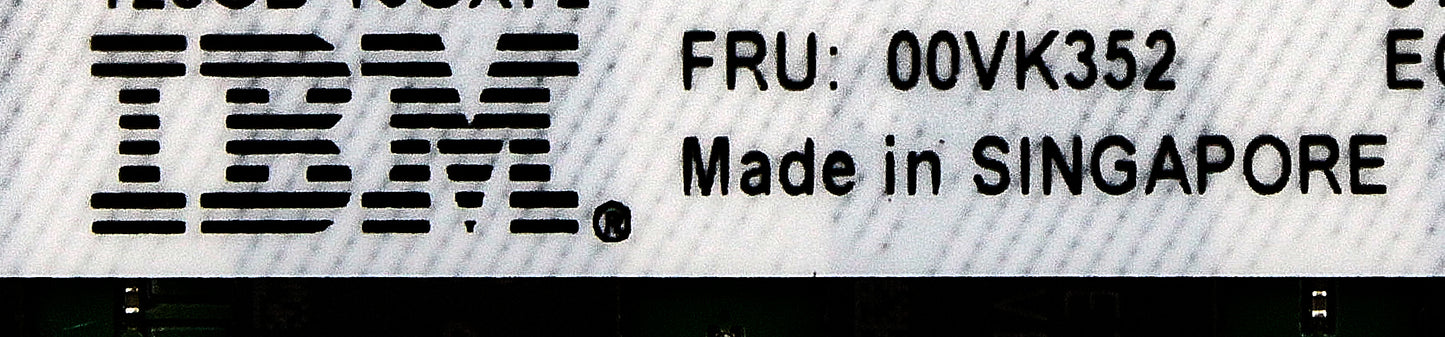 IBM®
FRU: 00VK352
Made in SINGAPORE